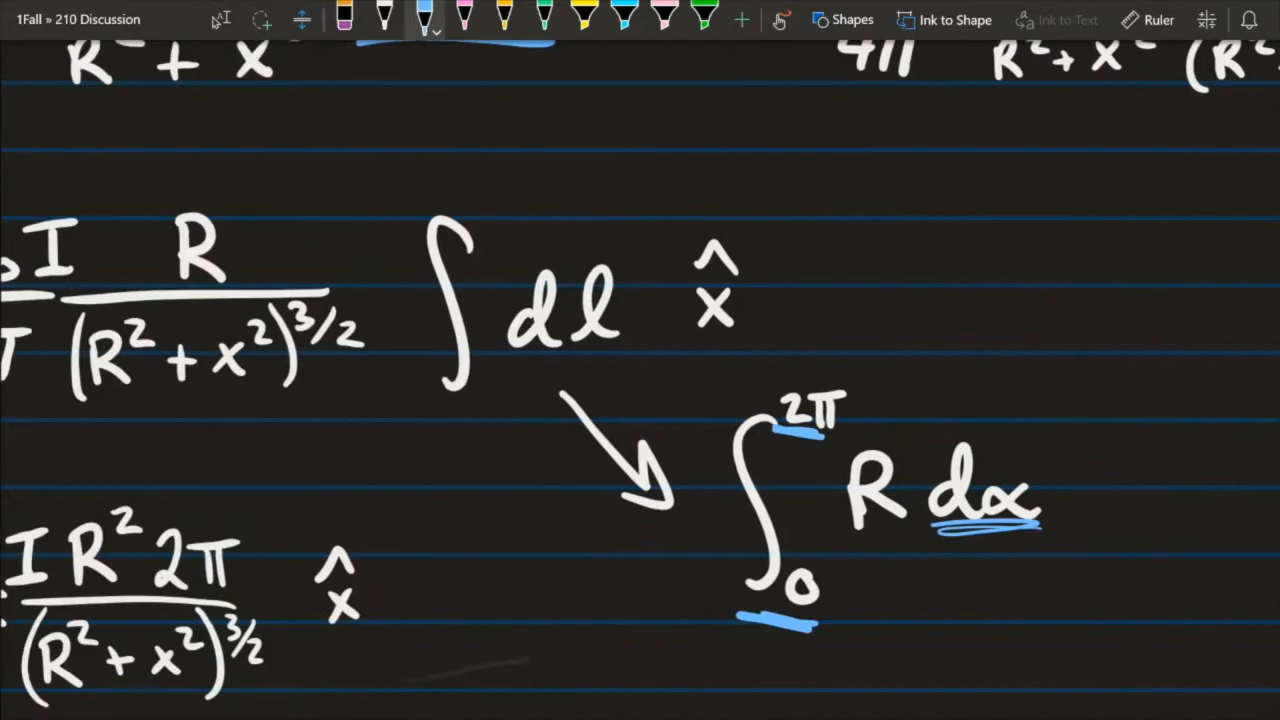 1Fall » 210 Discussion Shapes Ink to Shape Ink to Text Ruler
R² + x² 4π R² + x² (R²
I R ∫ dl x̂
(R² + x²)^3/2
∫₀^2π R dα
I R² 2π x̂
(R² + x²)^3/2